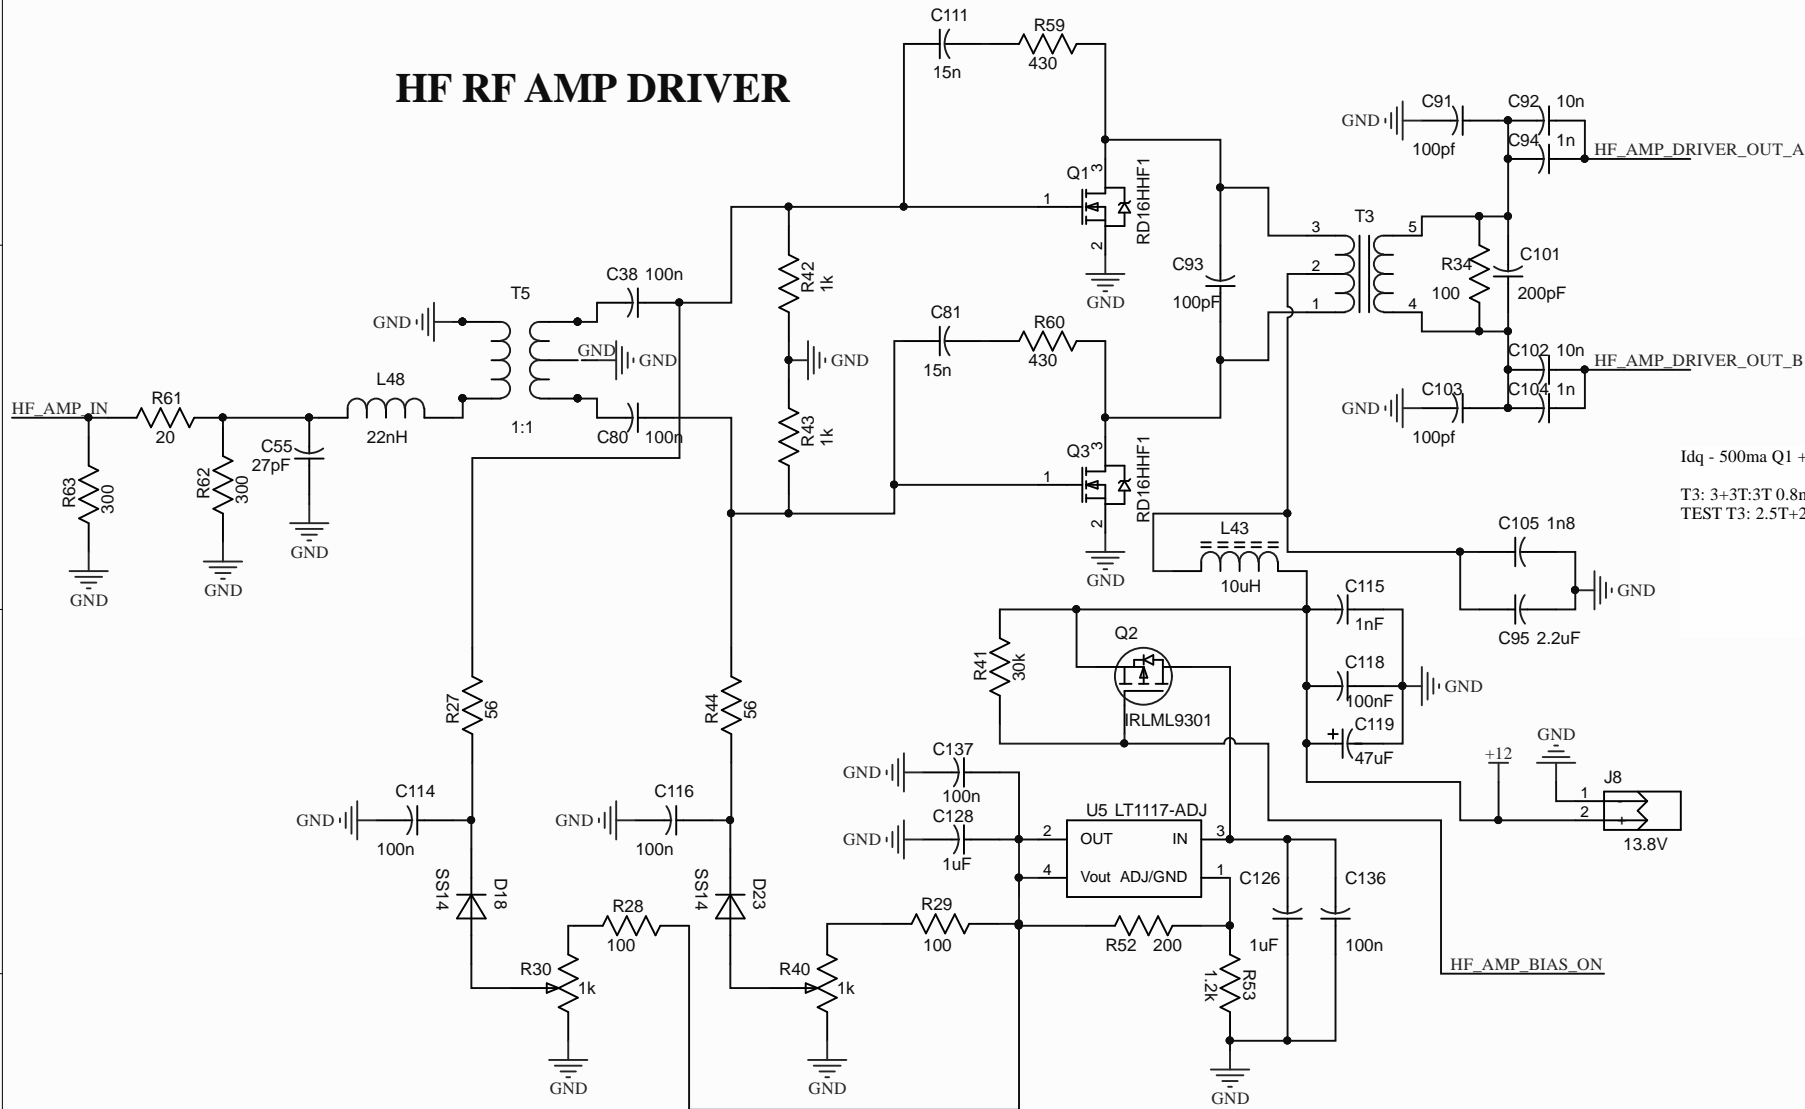 HF RF AMP DRIVER
C111
15n
R59
430
C91
100pf
GND
C92 10n
C94 1n
HF_AMP_DRIVER_OUT_A
Q1
1
3
2
RD16HHF1
GND
C93
100pF
T3
3
2
1
5
4
R34
100
C101
200pF
C102 10n
HF_AMP_DRIVER_OUT_B
C103
100pf
GND
C104 1n
T5
1:1
GND
C38 100n
GND
GND
C80 100n
R42
1k
GND
R43
1k
C81
15n
R60
430
Q3
1
3
2
RD16HHF1
GND
HF_AMP_IN
R61
20
L48
22nH
C55
27pF
GND
R63
300
GND
R62
300
GND
Idq - 500ma Q1 +
T3: 3+3T:3T 0.8m
TEST T3: 2.5T+2
L43
10uH
C105 1n8
GND
C95 2.2uF
C115
1nF
C118
100nF
GND
C119
+
47uF
R41
30k
Q2
IRLML9301
R27
56
R44
56
+12
GND
J8
1
2
-
+
13.8V
C137
100n
GND
C128
1uF
GND
U5 LT1117-ADJ
OUT
IN
Vout
ADJ/GND
2
4
3
1
C114
100n
GND
C116
100n
GND
D18
SS14
D23
SS14
R28
100
R29
100
R52
200
R30
1k
GND
R40
1k
GND
R53
1.2k
GND
C126
1uF
C136
100n
HF_AMP_BIAS_ON